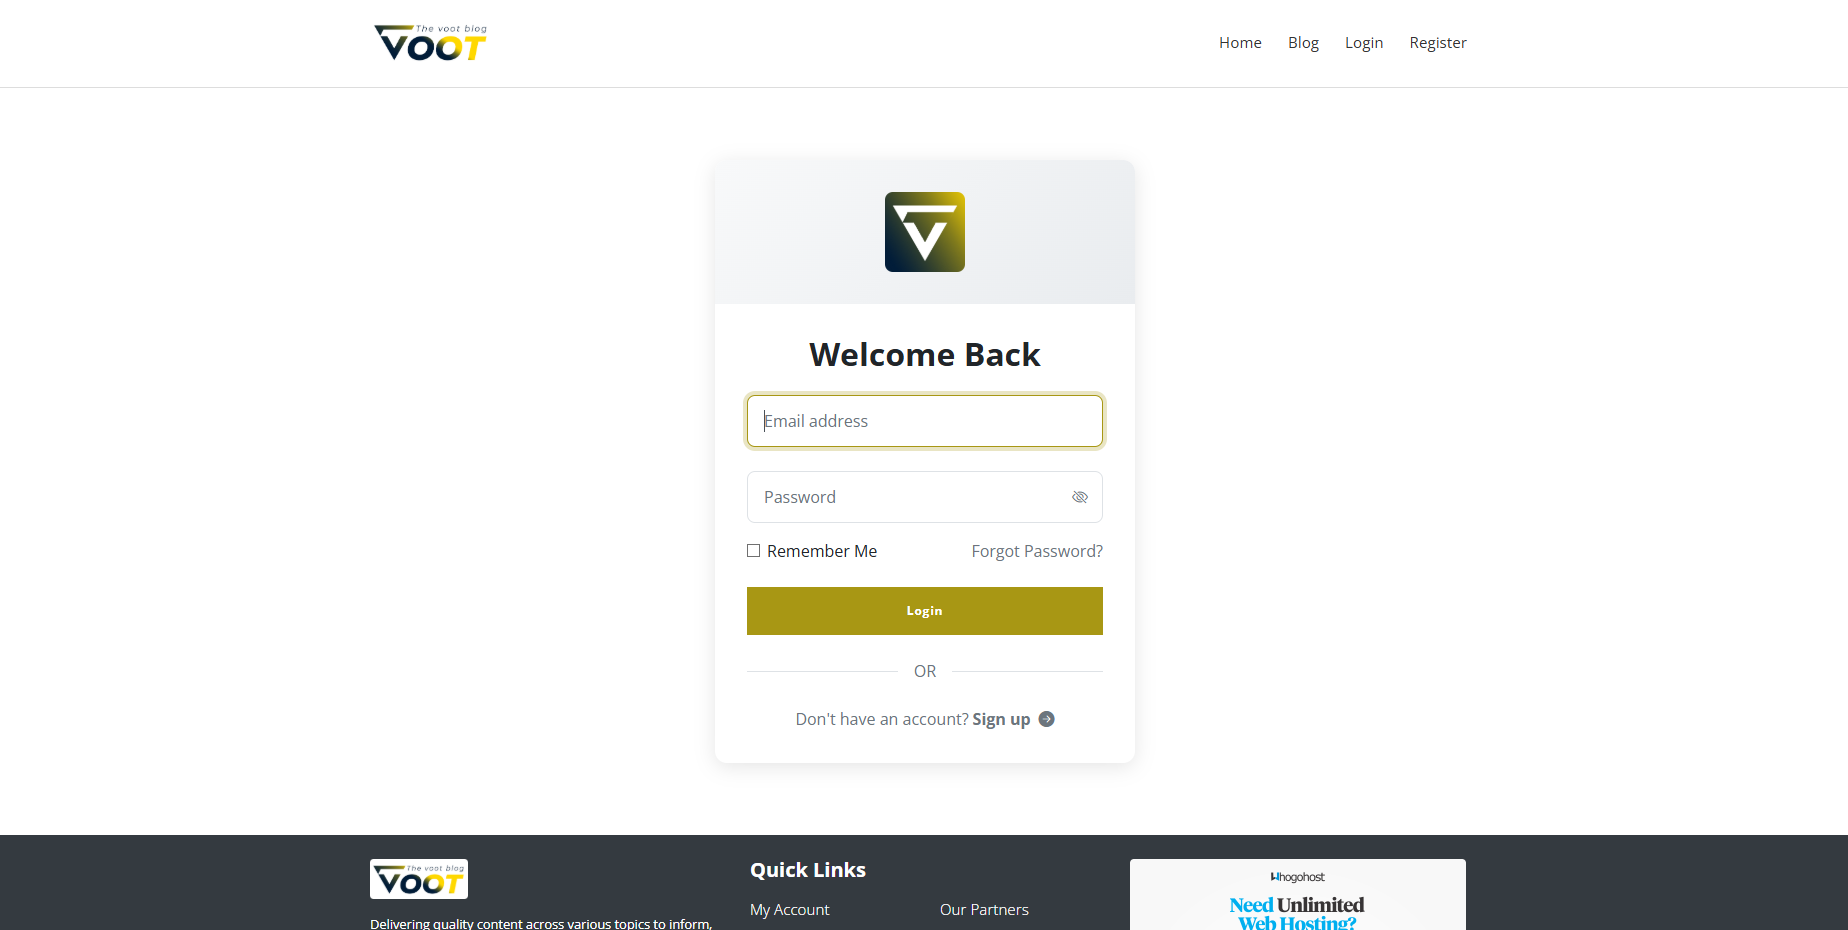 The voot blog
VOOT
Home Blog Login Register
Welcome Back
Email address
Password
Remember Me Forgot Password?
Login
OR
Don't have an account? Sign up
The voot blog
VOOT
Delivering quality content across various topics to inform,
Quick Links
My Account Our Partners
Whogohost
Need Unlimited
Web Hosting?